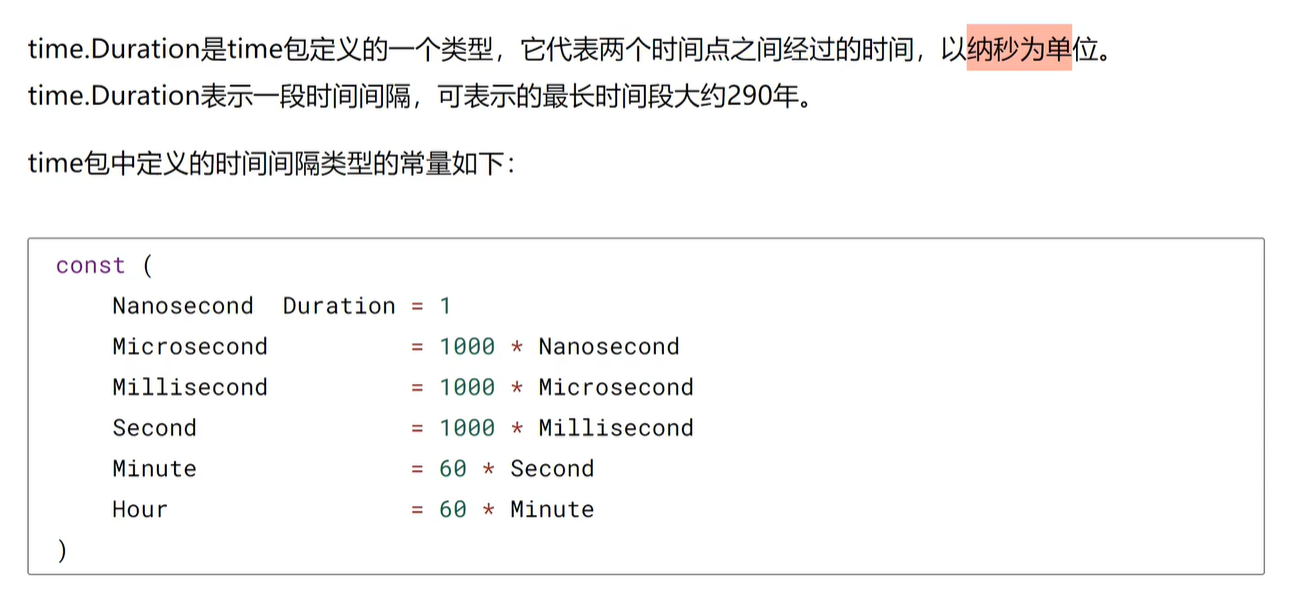 time.Duration是time包定义的一个类型，它代表两个时间点之间经过的时间，以纳秒为单位。
time.Duration表示一段时间间隔，可表示的最长时间段大约290年。
time包中定义的时间间隔类型的常量如下：
const (
    Nanosecond  Duration = 1
    Microsecond          = 1000 * Nanosecond
    Millisecond          = 1000 * Microsecond
    Second               = 1000 * Millisecond
    Minute               = 60 * Second
    Hour                 = 60 * Minute
)